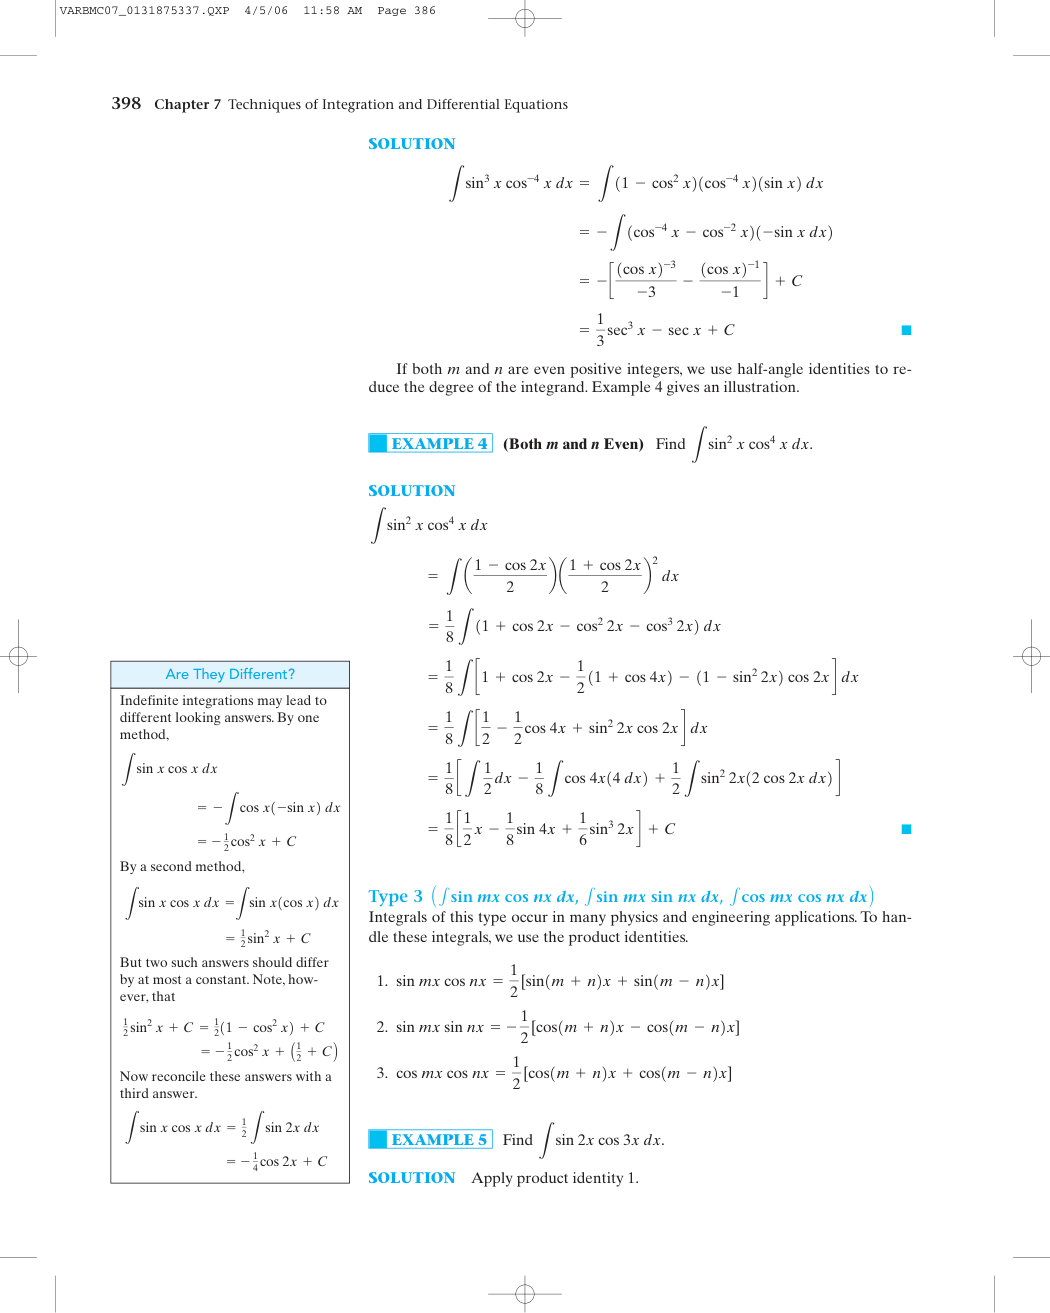 VARBMC07_0131875337.QXP 4/5/06 11:58 AM Page 386
398 Chapter 7 Techniques of Integration and Differential Equations
SOLUTION
∫ sin³ x cos⁻⁴ x dx = ∫ (1 − cos² x)(cos⁻⁴ x)(sin x) dx
= −∫ (cos⁻⁴ x − cos⁻² x)(−sin x dx)
= −[(cos x)⁻³/−3 − (cos x)⁻¹/−1] + C
= 1/3 sec³ x − sec x + C
If both m and n are even positive integers, we use half-angle identities to re-
duce the degree of the integrand. Example 4 gives an illustration.
EXAMPLE 4 (Both m and n Even) Find ∫ sin² x cos⁴ x dx.
SOLUTION
∫ sin² x cos⁴ x dx
= ∫ ((1 − cos 2x)/2)((1 + cos 2x)/2)² dx
= 1/8 ∫ (1 + cos 2x − cos² 2x − cos³ 2x) dx
= 1/8 ∫ [1 + cos 2x − 1/2(1 + cos 4x) − (1 − sin² 2x) cos 2x] dx
= 1/8 ∫ [1/2 − 1/2 cos 4x + sin² 2x cos 2x] dx
= 1/8 [∫ 1/2 dx − 1/8 ∫ cos 4x(4 dx) + 1/2 ∫ sin² 2x(2 cos 2x dx)]
= 1/8 [1/2 x − 1/8 sin 4x + 1/6 sin³ 2x] + C
Type 3 (∫ sin mx cos nx dx, ∫ sin mx sin nx dx, ∫ cos mx cos nx dx)
Integrals of this type occur in many physics and engineering applications. To han-
dle these integrals, we use the product identities.
1. sin mx cos nx = 1/2 [sin(m + n)x + sin(m − n)x]
2. sin mx sin nx = −1/2 [cos(m + n)x − cos(m − n)x]
3. cos mx cos nx = 1/2 [cos(m + n)x + cos(m − n)x]
EXAMPLE 5 Find ∫ sin 2x cos 3x dx.
SOLUTION Apply product identity 1.
Are They Different?
Indefinite integrations may lead to
different looking answers. By one
method,
∫ sin x cos x dx
= −∫ cos x(−sin x) dx
= −½ cos² x + C
By a second method,
∫ sin x cos x dx = ∫ sin x(cos x) dx
= ½ sin² x + C
But two such answers should differ
by at most a constant. Note, how-
ever, that
½ sin² x + C = ½(1 − cos² x) + C
= −½ cos² x + (½ + C)
Now reconcile these answers with a
third answer.
∫ sin x cos x dx = ½ ∫ sin 2x dx
= −¼ cos 2x + C